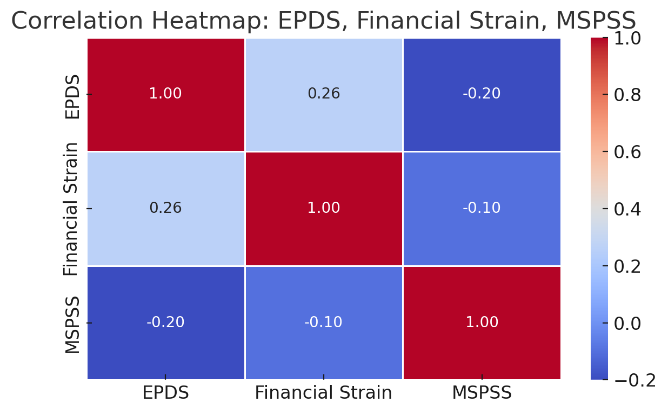 Correlation Heatmap: EPDS, Financial Strain, MSPSS
EPDS
1.00
0.26
-0.20
Financial Strain
0.26
1.00
-0.10
MSPSS
-0.20
-0.10
1.00
EPDS
Financial Strain
MSPSS
1.0
0.8
0.6
0.4
0.2
0.0
−0.2